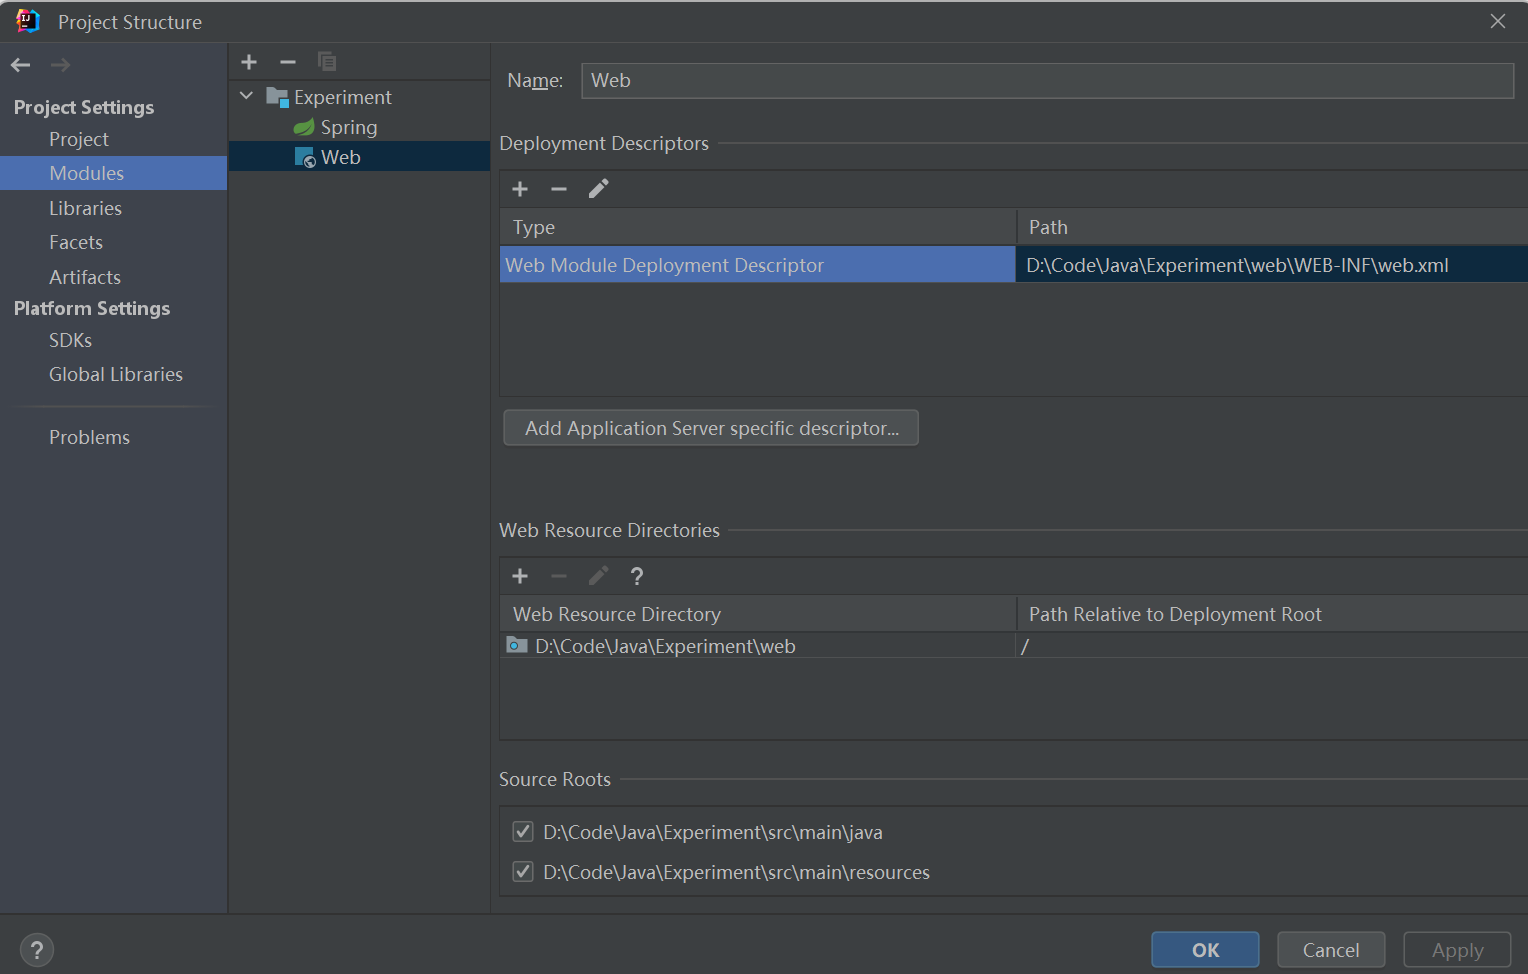 Project Structure
Project Settings
Project
Modules
Libraries
Facets
Artifacts
Platform Settings
SDKs
Global Libraries
Problems
Experiment
Spring
Web
Name: Web
Deployment Descriptors
Type Path
Web Module Deployment Descriptor D:\Code\Java\Experiment\web\WEB-INF\web.xml
Add Application Server specific descriptor...
Web Resource Directories
?
Web Resource Directory Path Relative to Deployment Root
D:\Code\Java\Experiment\web /
Source Roots
D:\Code\Java\Experiment\src\main\java
D:\Code\Java\Experiment\src\main\resources
? OK Cancel Apply